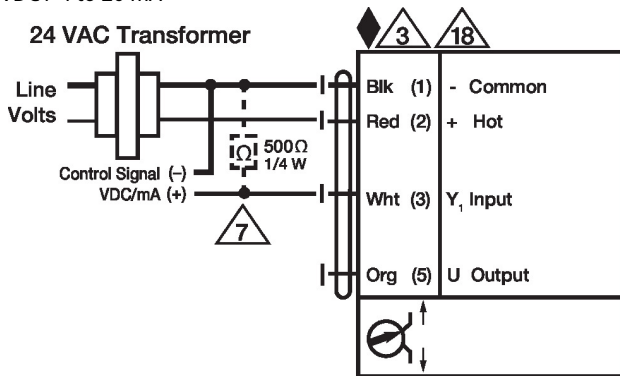 24 VAC Transformer
3
18
Line
Volts
Blk (1) - Common
Red (2) + Hot
Ω 500Ω
1/4 W
Control Signal (–)
VDC/mA (+)
Wht (3) Y1 Input
7
Org (5) U Output